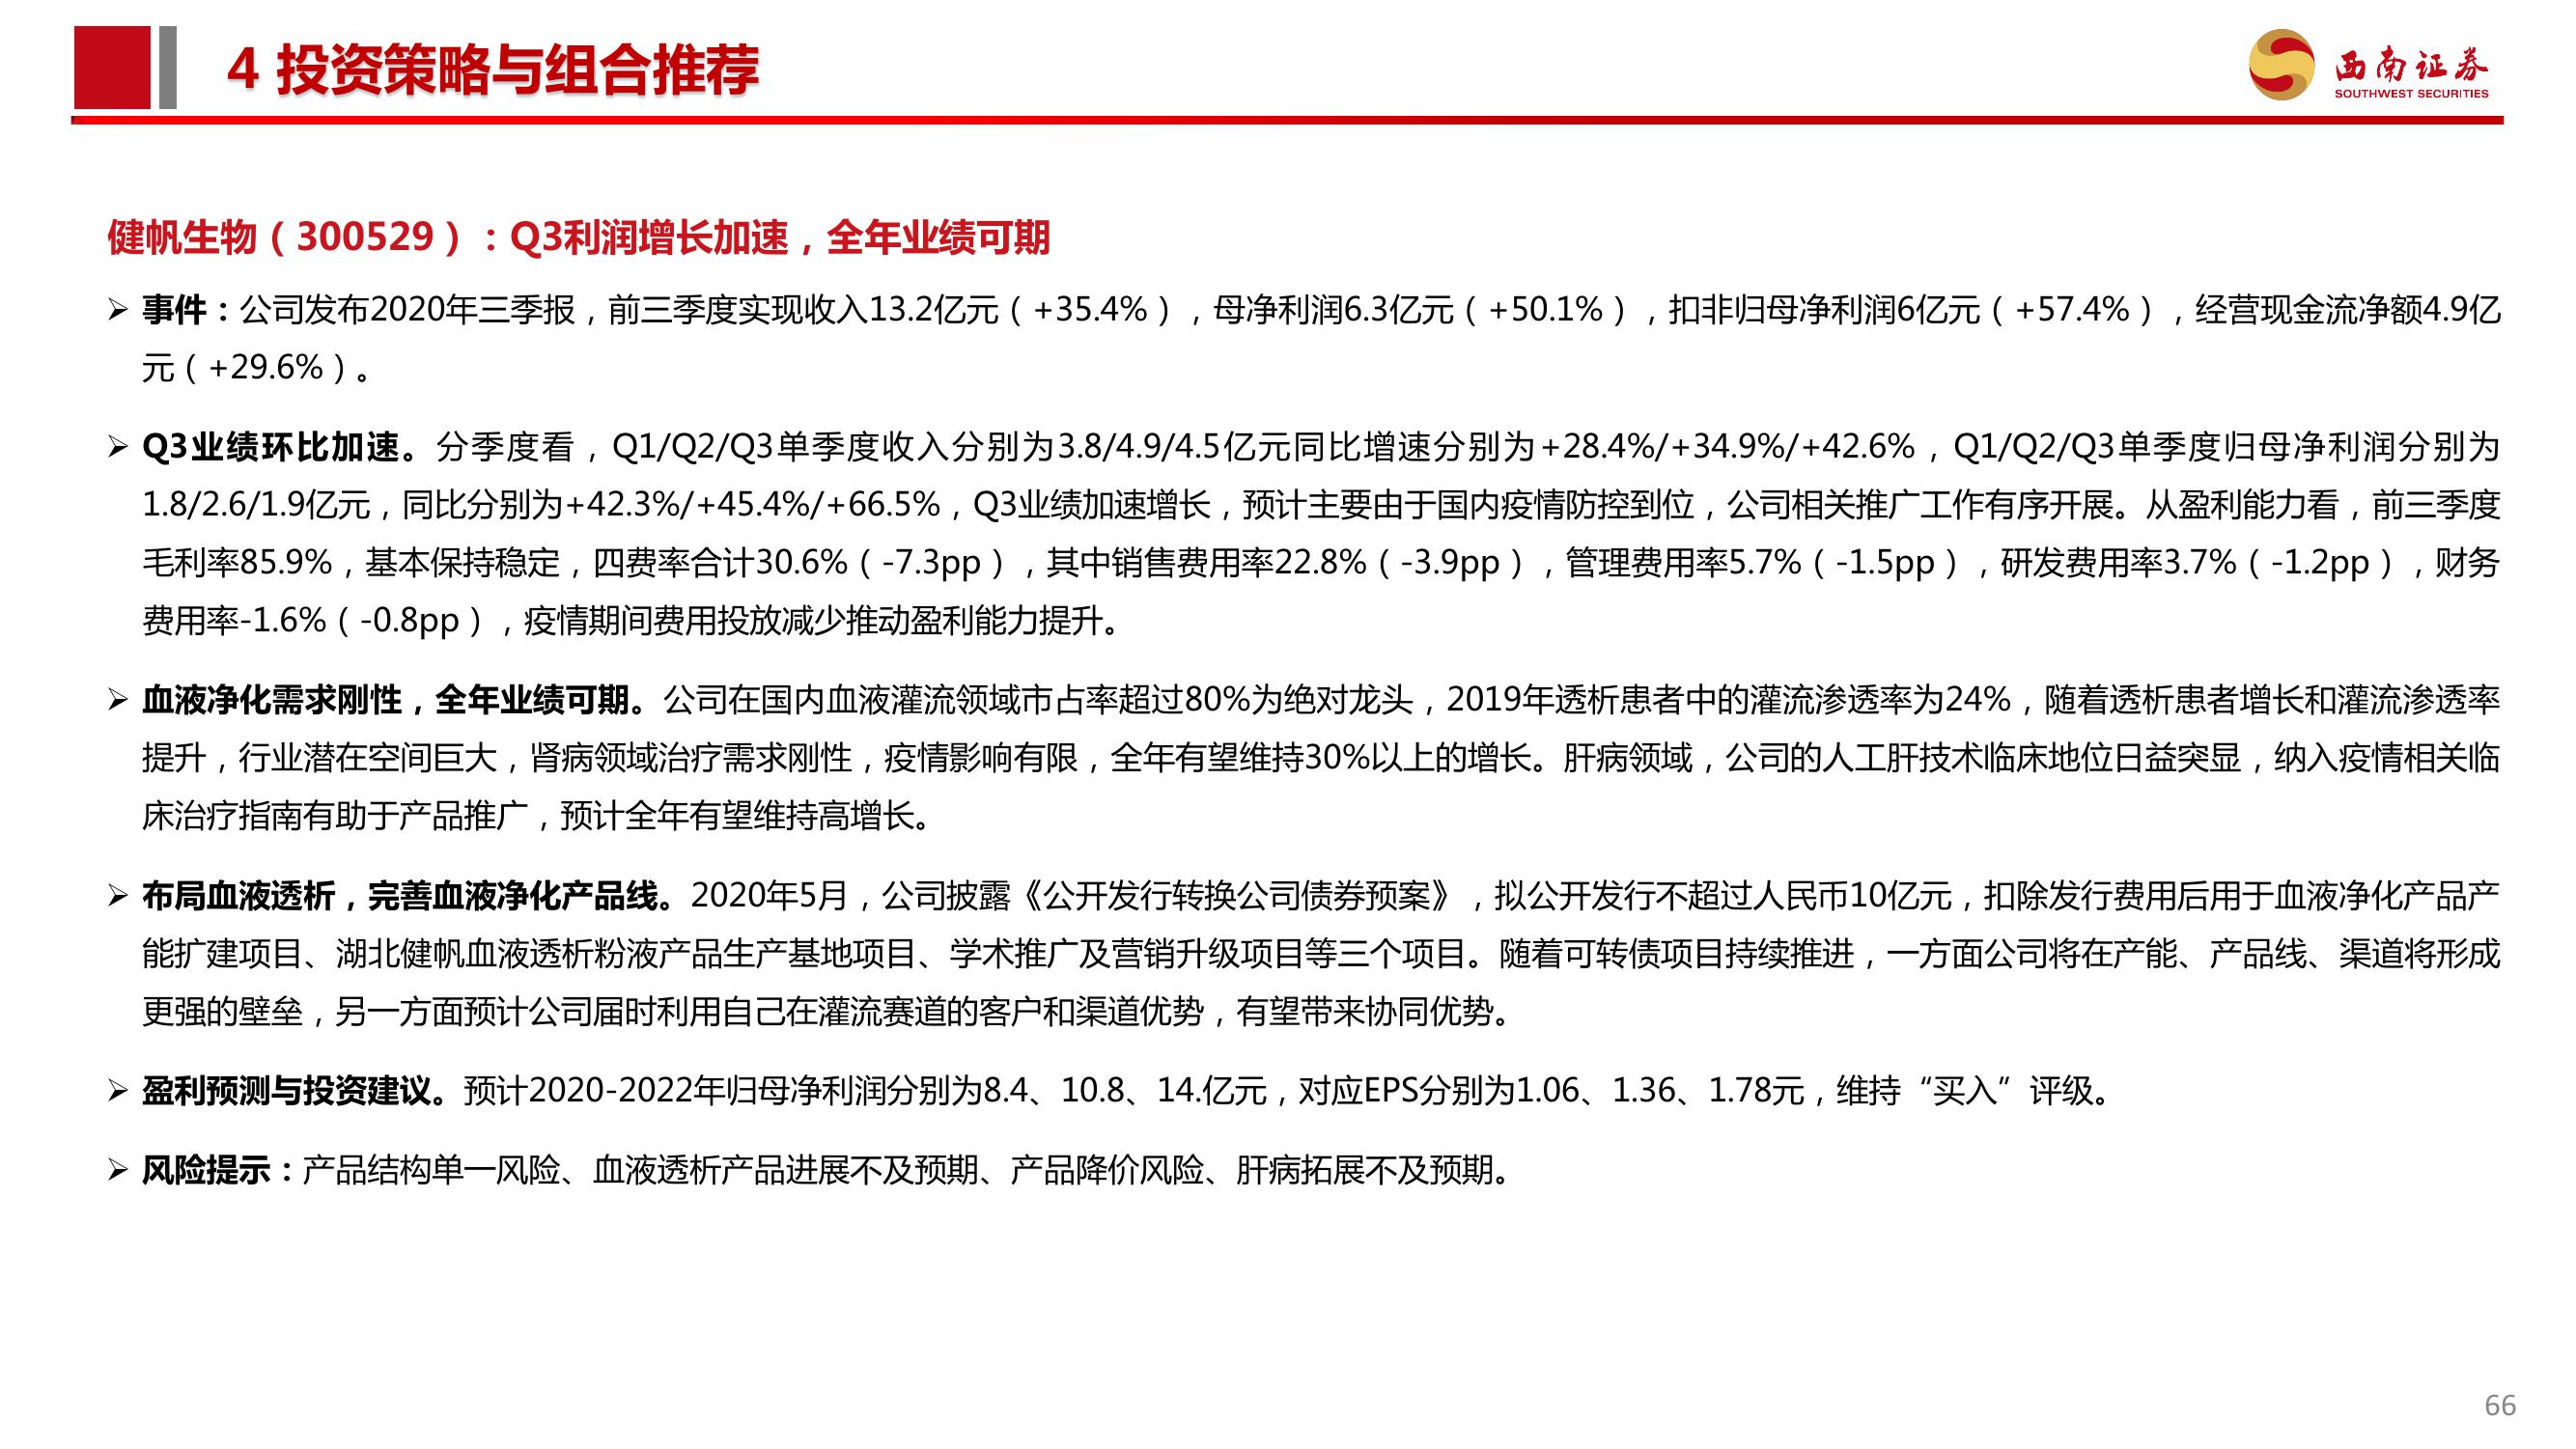 4 投资策略与组合推荐
西南证券
SOUTHWEST SECURITIES
健帆生物（300529）：Q3利润增长加速，全年业绩可期
➢ 事件：公司发布2020年三季报，前三季度实现收入13.2亿元（+35.4%），母净利润6.3亿元（+50.1%），扣非归母净利润6亿元（+57.4%），经营现金流净额4.9亿
元（+29.6%）。
➢ Q3业绩环比加速。分季度看，Q1/Q2/Q3单季度收入分别为3.8/4.9/4.5亿元同比增速分别为+28.4%/+34.9%/+42.6%，Q1/Q2/Q3单季度归母净利润分别为
1.8/2.6/1.9亿元，同比分别为+42.3%/+45.4%/+66.5%，Q3业绩加速增长，预计主要由于国内疫情防控到位，公司相关推广工作有序开展。从盈利能力看，前三季度
毛利率85.9%，基本保持稳定，四费率合计30.6%（-7.3pp），其中销售费用率22.8%（-3.9pp），管理费用率5.7%（-1.5pp），研发费用率3.7%（-1.2pp），财务
费用率-1.6%（-0.8pp），疫情期间费用投放减少推动盈利能力提升。
➢ 血液净化需求刚性，全年业绩可期。公司在国内血液灌流领域市占率超过80%为绝对龙头，2019年透析患者中的灌流渗透率为24%，随着透析患者增长和灌流渗透率
提升，行业潜在空间巨大，肾病领域治疗需求刚性，疫情影响有限，全年有望维持30%以上的增长。肝病领域，公司的人工肝技术临床地位日益突显，纳入疫情相关临
床治疗指南有助于产品推广，预计全年有望维持高增长。
➢ 布局血液透析，完善血液净化产品线。2020年5月，公司披露《公开发行转换公司债券预案》，拟公开发行不超过人民币10亿元，扣除发行费用后用于血液净化产品产
能扩建项目、湖北健帆血液透析粉液产品生产基地项目、学术推广及营销升级项目等三个项目。随着可转债项目持续推进，一方面公司将在产能、产品线、渠道将形成
更强的壁垒，另一方面预计公司届时利用自己在灌流赛道的客户和渠道优势，有望带来协同优势。
➢ 盈利预测与投资建议。预计2020-2022年归母净利润分别为8.4、10.8、14.亿元，对应EPS分别为1.06、1.36、1.78元，维持“买入”评级。
➢ 风险提示：产品结构单一风险、血液透析产品进展不及预期、产品降价风险、肝病拓展不及预期。
66